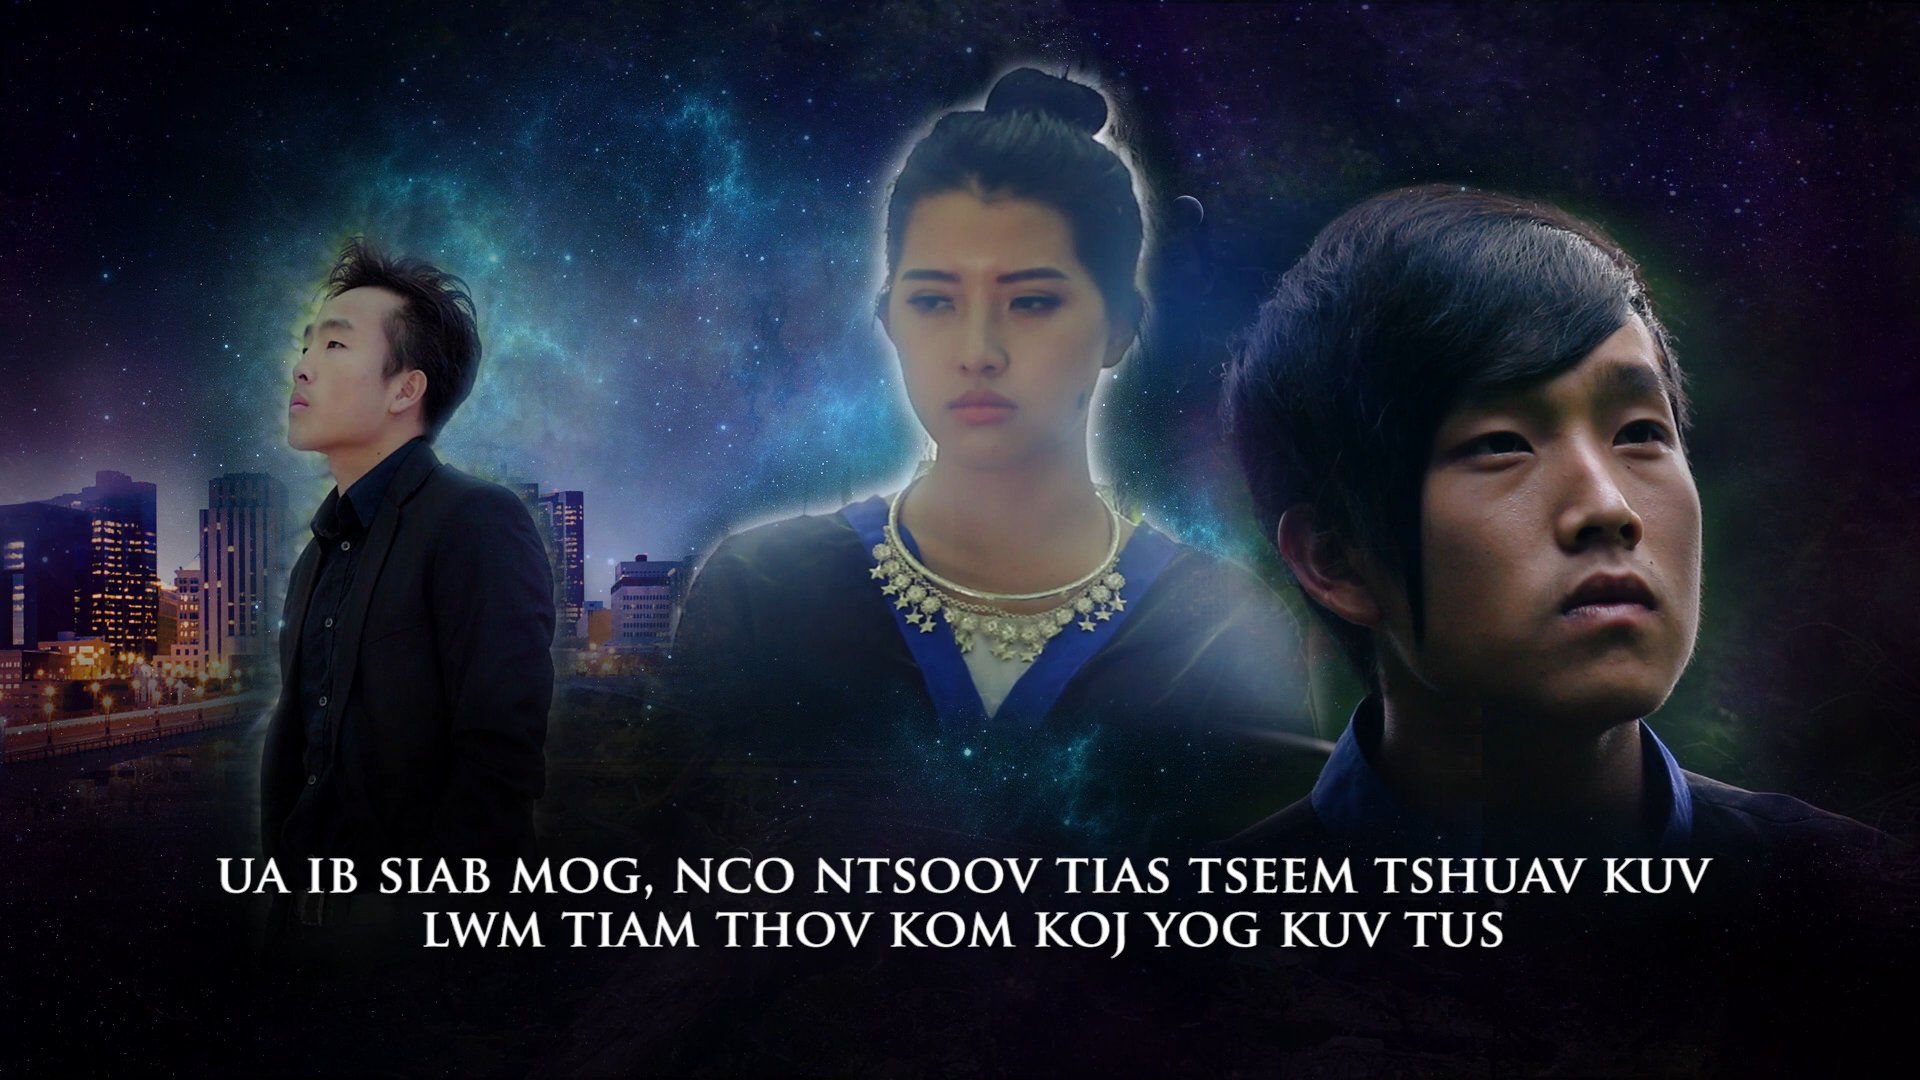 UA IB SIAB MOG, NCO NTSOOV TIAS TSEEM TSHUAV KUV
LWM TIAM THOV KOM KOJ YOG KUV TUS